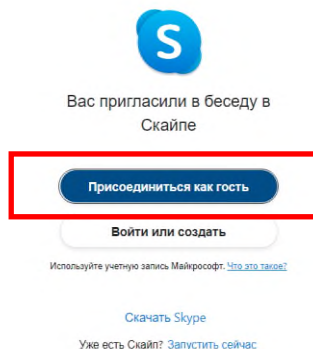 Вас пригласили в беседу в
Скайпе
Присоединиться как гость
Войти или создать
Используйте учетную запись Майкрософт. Что это такое?
Скачать Skype
Уже есть Скайп? Запустить сейчас